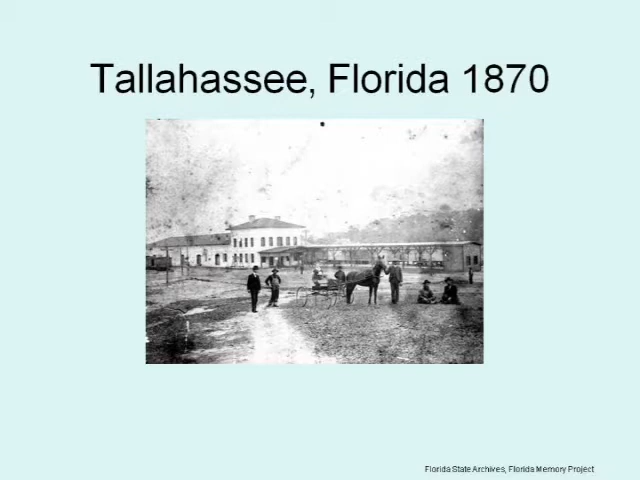 Tallahassee, Florida 1870
Florida State Archives, Florida Memory Project